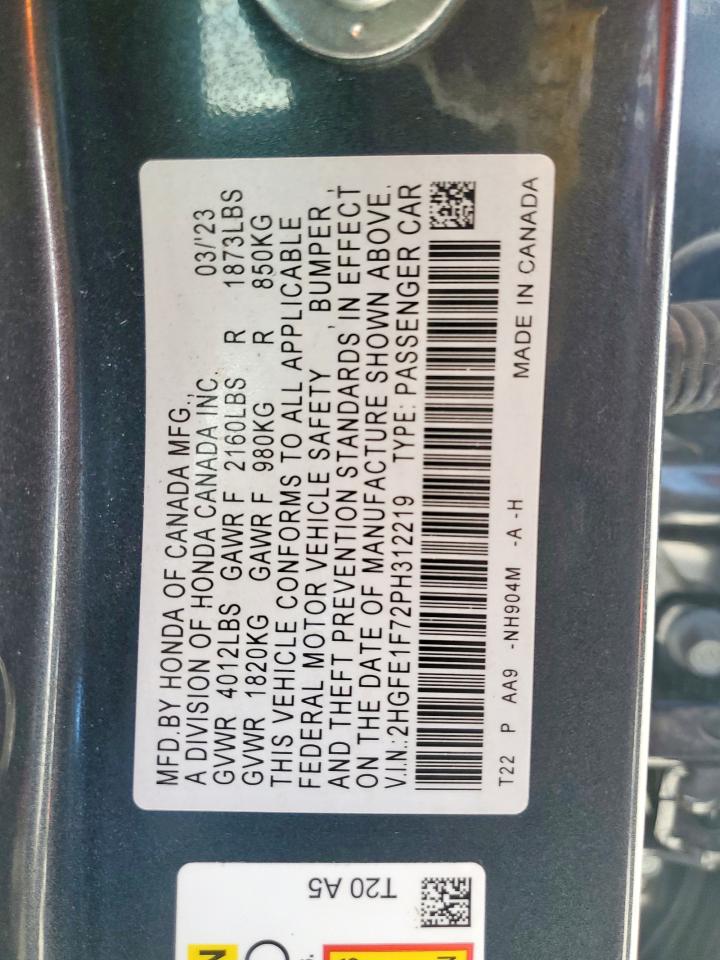 MFD.BY HONDA OF CANADA MFG.,
A DIVISION OF HONDA CANADA INC. 03/'23
GVWR 4012LBS GAWR F 2160LBS R 1873LBS
GVWR 1820KG GAWR F 980KG R 850KG
THIS VEHICLE CONFORMS TO ALL APPLICABLE
FEDERAL MOTOR VEHICLE SAFETY, BUMPER,
AND THEFT PREVENTION STANDARDS IN EFFECT
ON THE DATE OF MANUFACTURE SHOWN ABOVE.
V.I.N.:2HGFE1F72PH312219 TYPE: PASSENGER CAR
T22 P AA9 -NH904M -A -H MADE IN CANADA
T20 A5